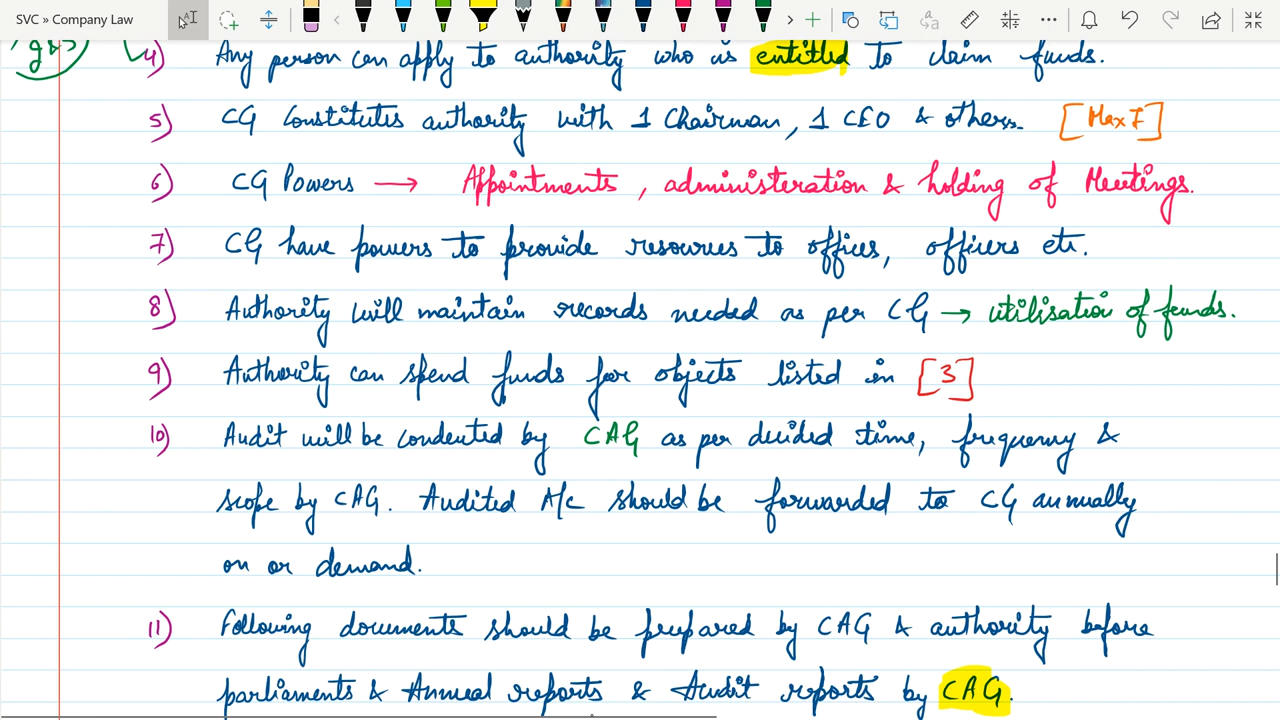 SVC » Company Law
4) Any person can apply to authority who is entitled to claim funds.
5) CG Constitutes authority with 1 Chairman, 1 CEO & others. [Max 7]
6) CG Powers → Appointments, administeration & holding of Meetings.
7) CG have powers to provide resources to offices, officers etc.
8) Authority will maintain records needed as per CG → utilisation of funds.
9) Authority can spend funds for objects listed in [3]
10) Audit will be conducted by CAG as per decided time, frequency &
scope by CAG. Audited A/C should be forwarded to CG annually
on or demand.
11) Following documents should be prepared by CAG & authority before
parliaments & Annual reports & Audit reports by CAG.